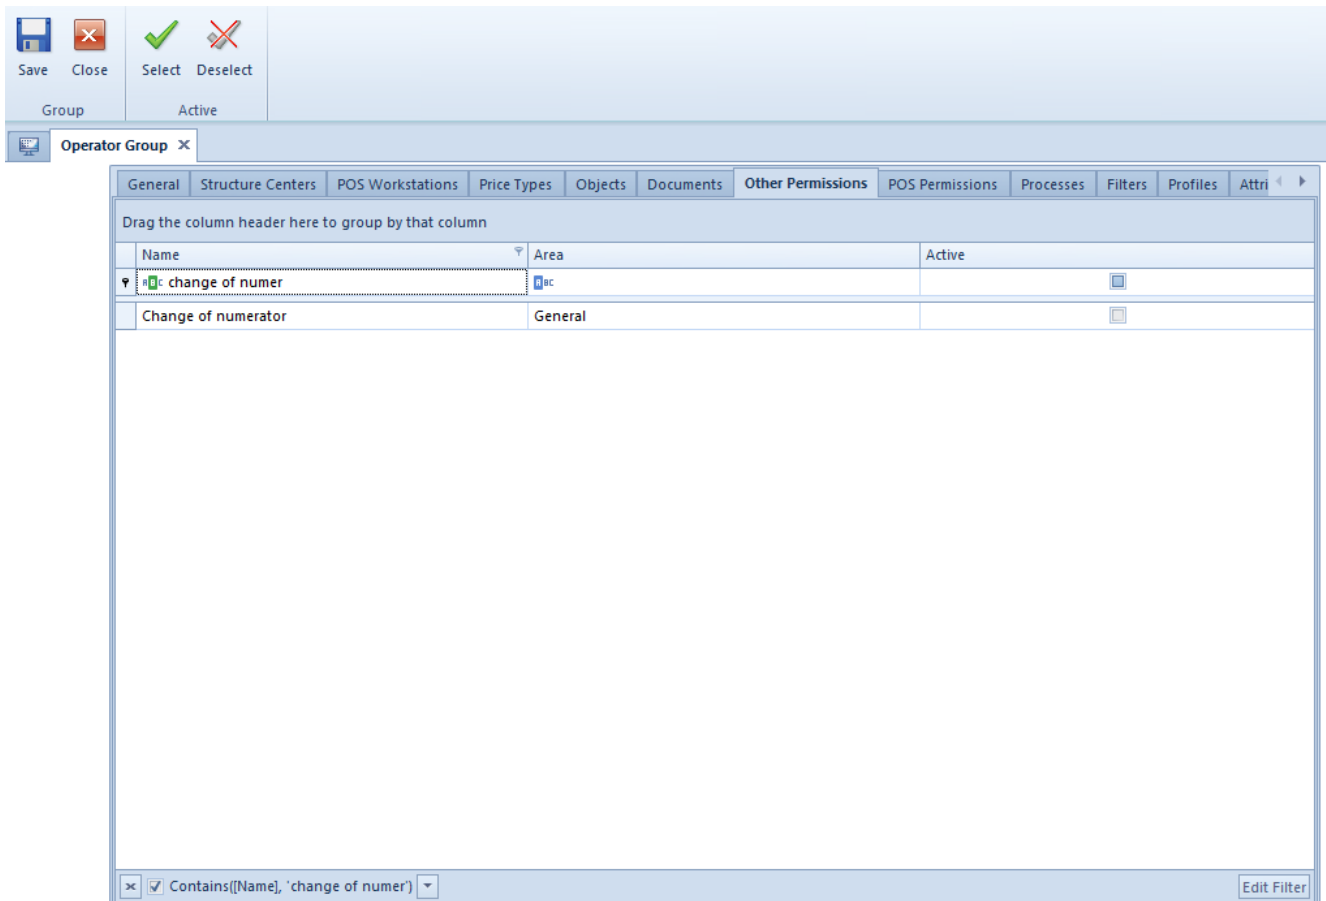 Save Close Select Deselect
Group Active
Operator Group
General Structure Centers POS Workstations Price Types Objects Documents Other Permissions POS Permissions Processes Filters Profiles Attri
Drag the column header here to group by that column
Name Area Active
ABC change of numer ABC
Change of numerator General
Contains([Name], 'change of numer') Edit Filter